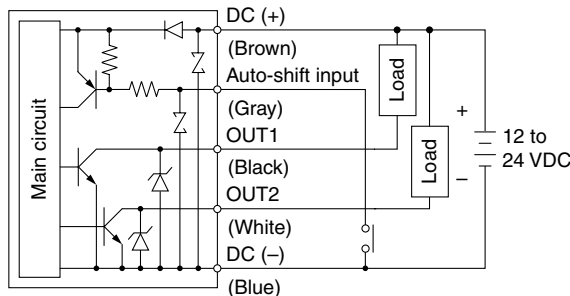 DC (+)
(Brown)
Auto-shift input
(Gray)
OUT1
(Black)
OUT2
(White)
DC (–)
(Blue)
Main circuit
Load
Load
+
–
12 to
24 VDC